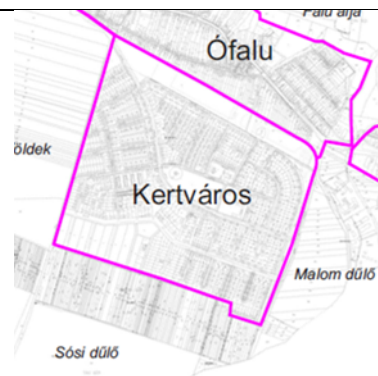 Falu alja
Ófalu
öldek
Kertváros
Malom dűlő
Sósi dűlő